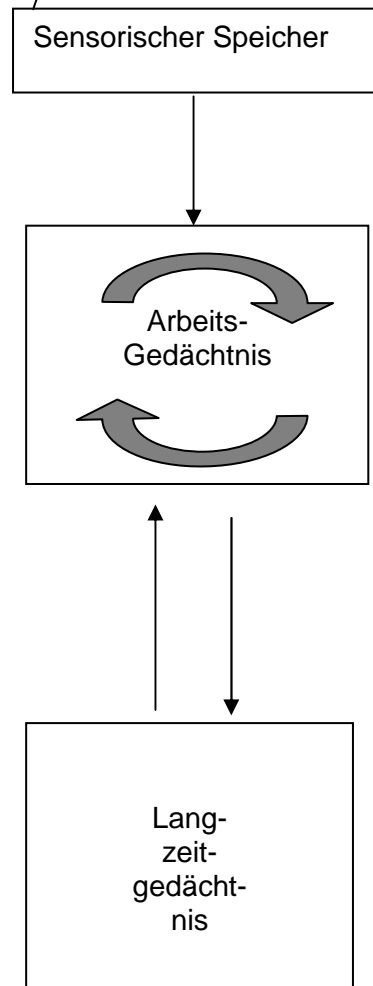 Sensorischer Speicher
Arbeits-
Gedächtnis
Lang-
zeit-
gedächt-
nis